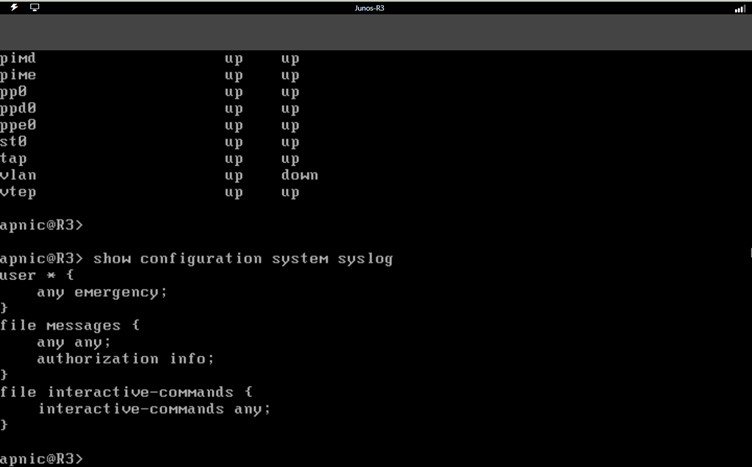 Junos-R3
pimd up up
pime up up
pp0 up up
ppd0 up up
ppe0 up up
st0 up up
tap up up
vlan up down
vtep up up
apnic@R3>
apnic@R3> show configuration system syslog
user * {
    any emergency;
}
file messages {
    any any;
    authorization info;
}
file interactive-commands {
    interactive-commands any;
}
apnic@R3>